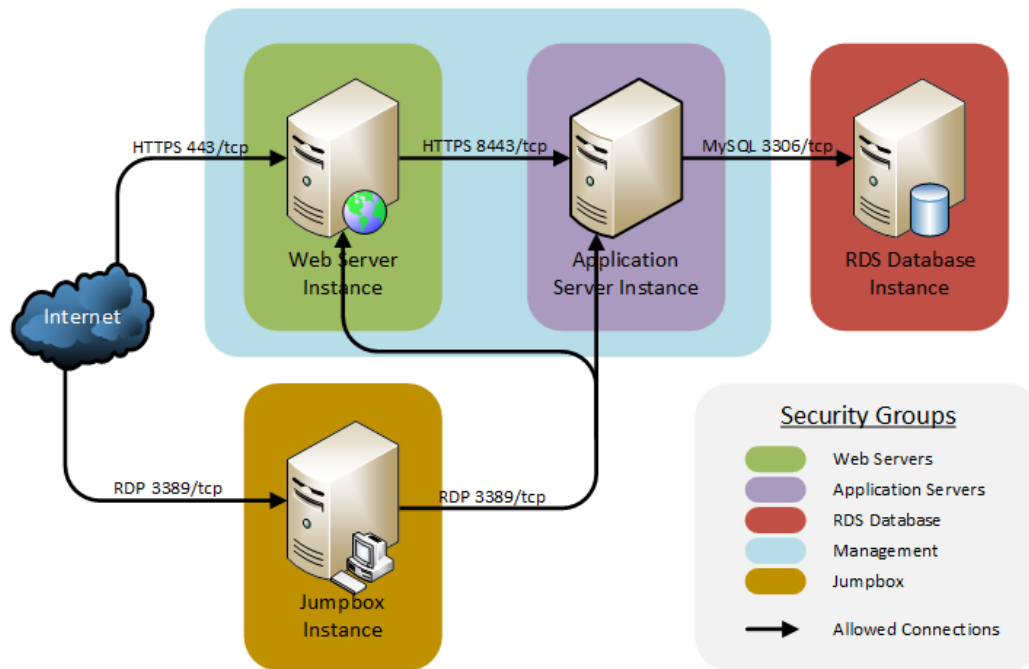 HTTPS 443/tcp
HTTPS 8443/tcp
MySQL 3306/tcp
Web Server
Instance
Application
Server Instance
RDS Database
Instance
Internet
RDP 3389/tcp
RDP 3389/tcp
Jumpbox
Instance
Security Groups
Web Servers
Application Servers
RDS Database
Management
Jumpbox
Allowed Connections